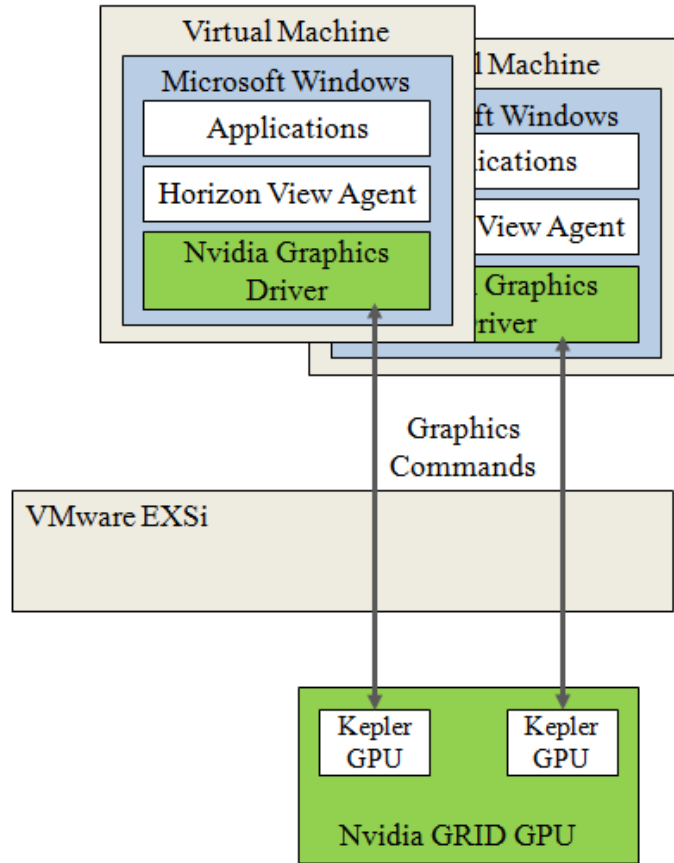 Virtual Machine
Microsoft Windows
Applications
Horizon View Agent
Nvidia Graphics
Driver
l Machine
ft Windows
ications
View Agent
Graphics
river
Graphics
Commands
VMware EXSi
Kepler
GPU
Kepler
GPU
Nvidia GRID GPU